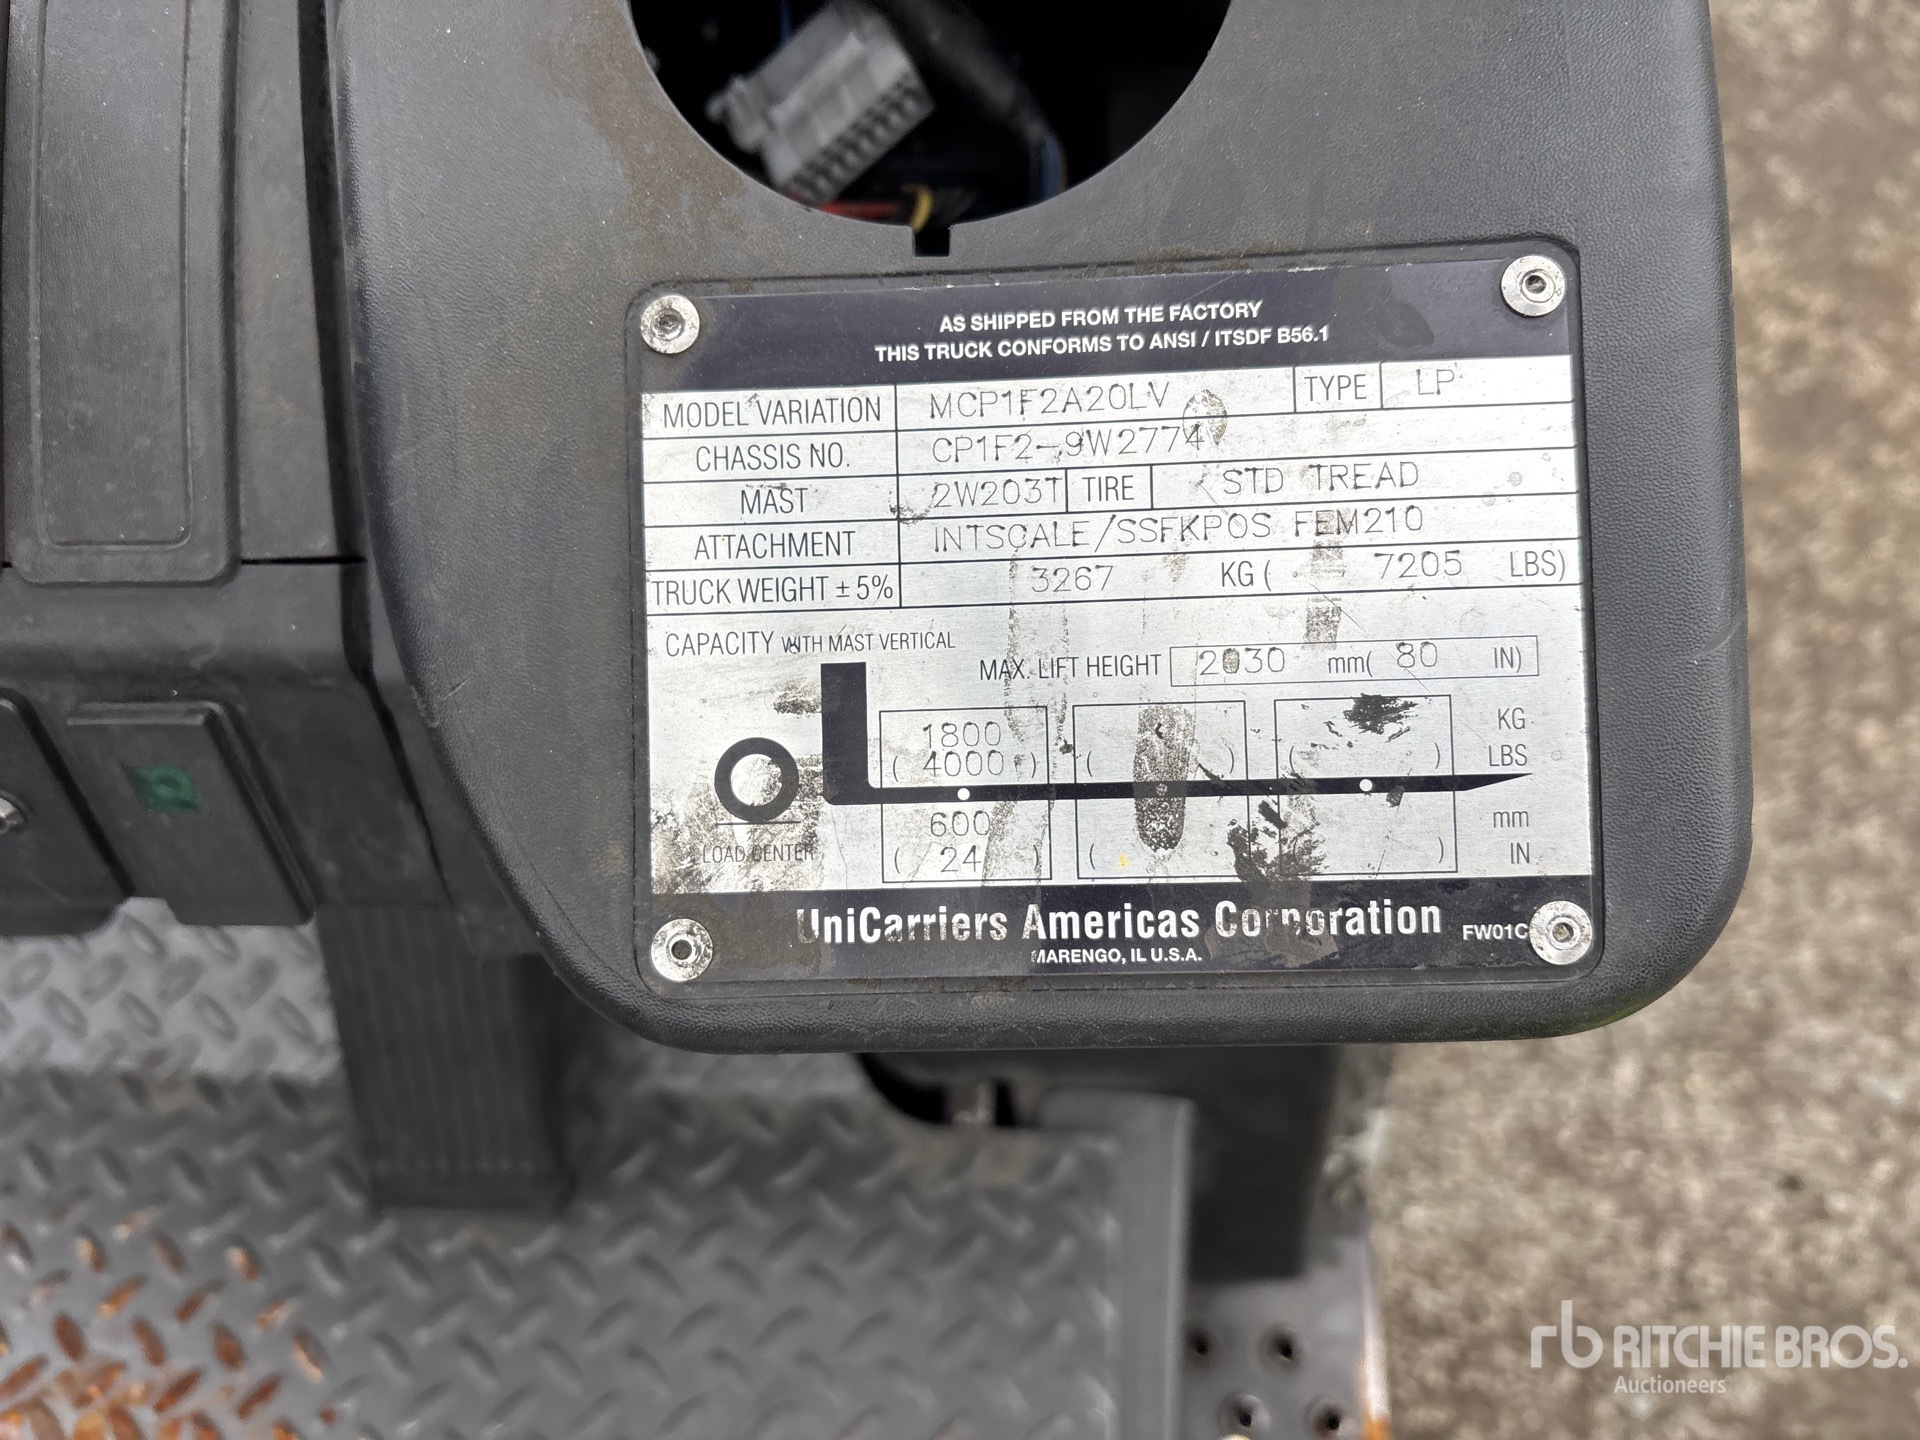 AS SHIPPED FROM THE FACTORY
THIS TRUCK CONFORMS TO ANSI / ITSDF B56.1
MODEL VARIATION MCP1F2A20LV TYPE LP
CHASSIS NO. CP1F2-9W2774
MAST 2W203T TIRE STD TREAD
ATTACHMENT INTSCALE/SSFKPOS FEM210
TRUCK WEIGHT ± 5% 3267 KG ( 7205 LBS)
CAPACITY WITH MAST VERTICAL
MAX. LIFT HEIGHT 2030 mm( 80 IN)
1800 KG
( 4000 ) ( ) ( ) LBS
600 mm
LOAD CENTER ( 24 ) ( ) ( ) IN
UniCarriers Americas Corporation FW01C
MARENGO, IL U.S.A.
rb RITCHIE BROS.
Auctioneers